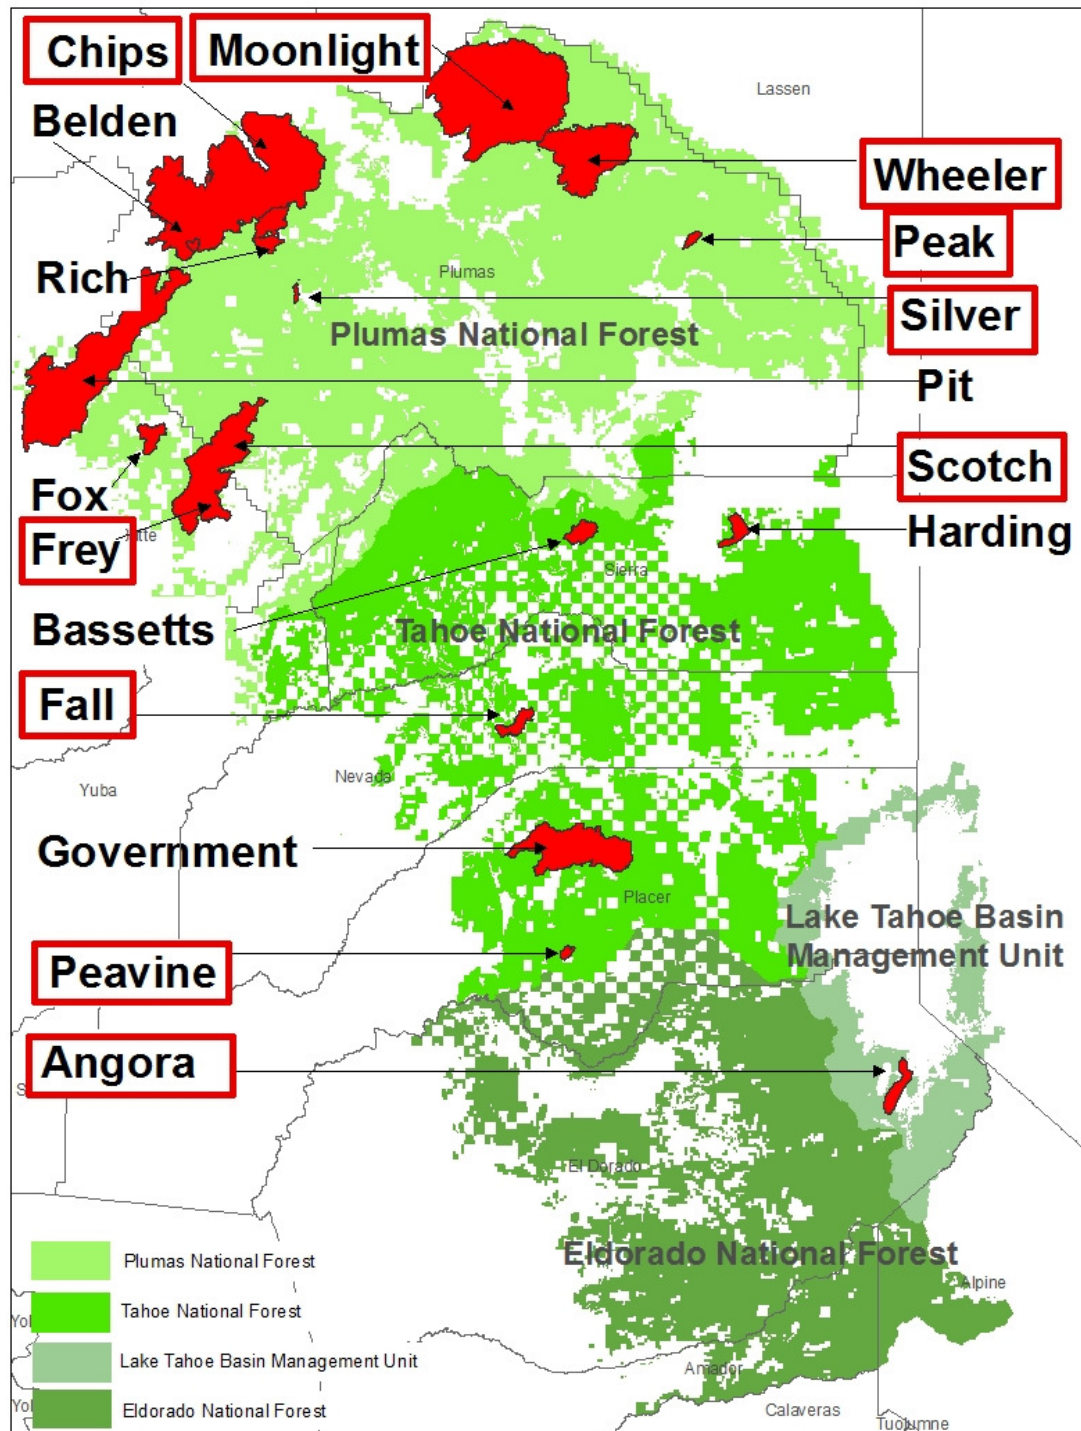 Chips
Moonlight
Lassen
Belden
Wheeler
Peak
Rich
Plumas
Silver
Plumas National Forest
Pit
Scotch
Fox
Frey
Harding
Sierra
Bassetts
Tahoe National Forest
Fall
Nevada
Yuba
Government
Placer
Lake Tahoe Basin
Management Unit
Peavine
Angora
El Dorado
Eldorado National Forest
Plumas National Forest
Alpine
Tahoe National Forest
Lake Tahoe Basin Management Unit
Amador
Eldorado National Forest
Calaveras
Tuolumne